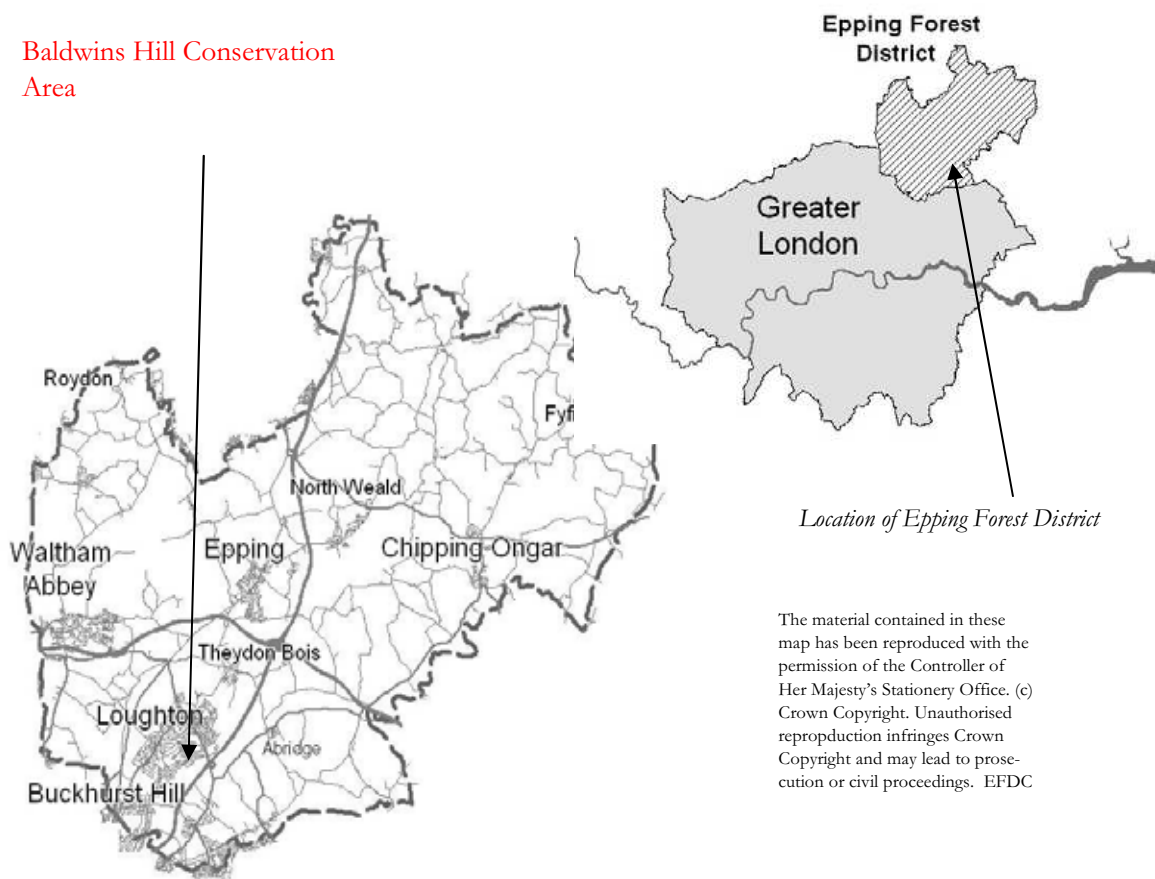 Baldwins Hill Conservation
Area
Epping Forest
District
Greater
London
Roydon
Fyf
North Weald
Waltham
Abbey
Epping
Chipping Ongar
Theydon Bois
Loughton
Abridge
Buckhurst Hill
Location of Epping Forest District
The material contained in these
map has been reproduced with the
permission of the Controller of
Her Majesty's Stationery Office. (c)
Crown Copyright. Unauthorised
repropduction infringes Crown
Copyright and may lead to prose-
cution or civil proceedings. EFDC